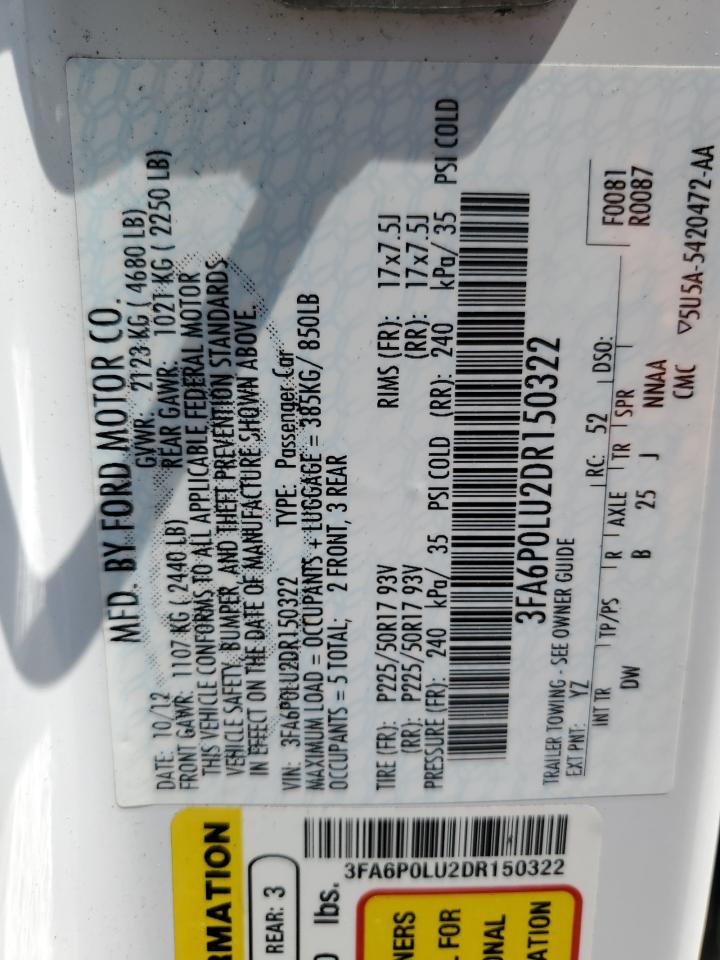 MFD. BY FORD MOTOR CO.
DATE: 10/12 GVWR: 2123 KG ( 4680 LB)
FRONT GAWR: 1107 KG ( 2440 LB) REAR GAWR: 1021 KG ( 2250 LB)
THIS VEHICLE CONFORMS TO ALL APPLICABLE FEDERAL MOTOR
VEHICLE SAFETY, BUMPER, AND THEFT PREVENTION STANDARDS
IN EFFECT ON THE DATE OF MANUFACTURE SHOWN ABOVE.
VIN: 3FA6P0LU2DR150322 TYPE: Passenger Car
MAXIMUM LOAD = OCCUPANTS + LUGGAGE = 385KG/ 850LB
OCCUPANTS = 5 TOTAL; 2 FRONT, 3 REAR
TIRE (FR): P225/50R17 93V RIMS (FR): 17x7.5J
(RR): P225/50R17 93V (RR): 17x7.5J
PRESSURE (FR): 240 kPa/ 35 PSI COLD (RR): 240 kPa/ 35 PSI COLD
3FA6P0LU2DR150322
TRAILER TOWING - SEE OWNER GUIDE
EXT PNT: YZ RC: 52 DSO: F0081
INT TR TP/PS R AXLE TR SPR R0087
DW B 25 J NNAA
CMC ▽5U5A-5420472-AA
RMATION
REAR: 3
lbs.
3FA6P0LU2DR150322
NERS
L FOR
ONAL
ATION